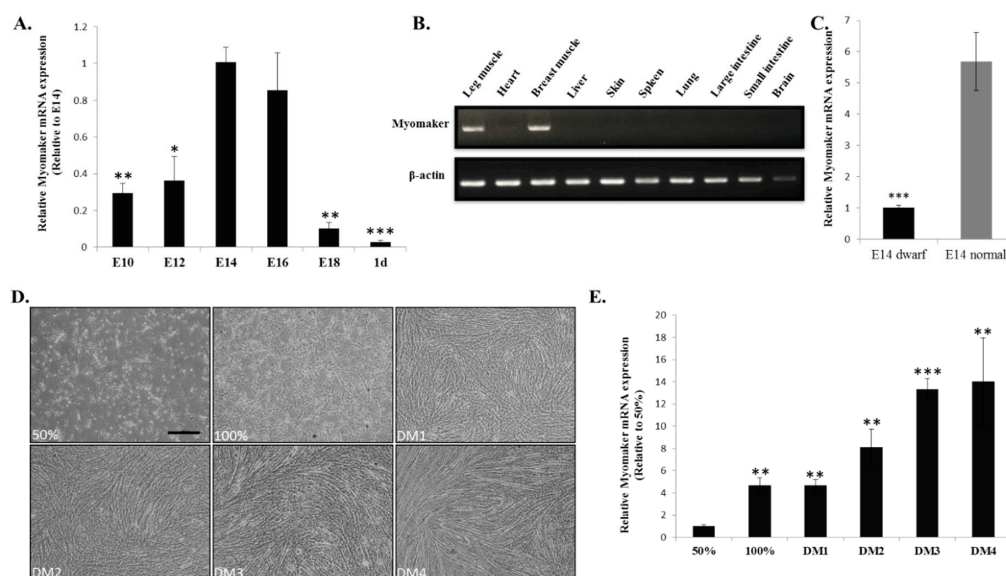 A.
Relative Myomaker mRNA expression
(Relative to E14)
1.2
1
0.8
0.6
0.4
0.2
0
**
*
**
***
E10 E12 E14 E16 E18 1d
B.
Leg muscle
Heart
Breast muscle
Liver
Skin
Spleen
Lung
Large intestine
Small intestine
Brain
Myomaker
β-actin
C.
Relative Myomaker mRNA expression
7
6
5
4
3
2
1
0
***
E14 dwarf E14 normal
D.
50% 100% DM1
DM2 DM3 DM4
E.
Relative Myomaker mRNA expression
(Relative to 50%)
20
18
16
14
12
10
8
6
4
2
0
**
**
**
***
**
50% 100% DM1 DM2 DM3 DM4